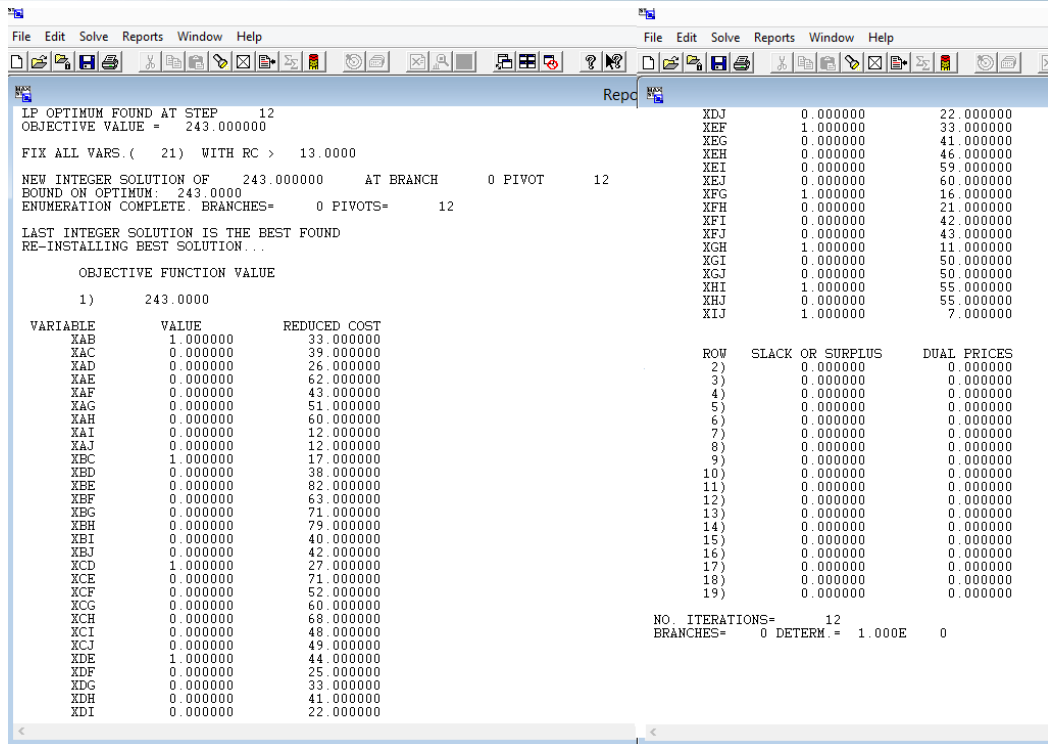 File Edit Solve Reports Window Help
Repo
LP OPTIMUM FOUND AT STEP 12
OBJECTIVE VALUE = 243.000000
FIX ALL VARS.( 21) WITH RC > 13.0000
NEW INTEGER SOLUTION OF 243.000000 AT BRANCH 0 PIVOT 12
BOUND ON OPTIMUM: 243.0000
ENUMERATION COMPLETE. BRANCHES= 0 PIVOTS= 12
LAST INTEGER SOLUTION IS THE BEST FOUND
RE-INSTALLING BEST SOLUTION...
OBJECTIVE FUNCTION VALUE
1) 243.0000
VARIABLE VALUE REDUCED COST
XAB 1.000000 33.000000
XAC 0.000000 39.000000
XAD 0.000000 26.000000
XAE 0.000000 62.000000
XAF 0.000000 43.000000
XAG 0.000000 51.000000
XAH 0.000000 60.000000
XAI 0.000000 12.000000
XAJ 0.000000 12.000000
XBC 1.000000 17.000000
XBD 0.000000 38.000000
XBE 0.000000 82.000000
XBF 0.000000 63.000000
XBG 0.000000 71.000000
XBH 0.000000 79.000000
XBI 0.000000 40.000000
XBJ 0.000000 42.000000
XCD 1.000000 27.000000
XCE 0.000000 71.000000
XCF 0.000000 52.000000
XCG 0.000000 60.000000
XCH 0.000000 68.000000
XCI 0.000000 48.000000
XCJ 0.000000 49.000000
XDE 1.000000 44.000000
XDF 0.000000 25.000000
XDG 0.000000 33.000000
XDH 0.000000 41.000000
XDI 0.000000 22.000000
File Edit Solve Reports Window Help
XDJ 0.000000 22.000000
XEF 1.000000 33.000000
XEG 0.000000 41.000000
XEH 0.000000 46.000000
XEI 0.000000 59.000000
XEJ 0.000000 60.000000
XFG 1.000000 16.000000
XFH 0.000000 21.000000
XFI 0.000000 42.000000
XFJ 0.000000 43.000000
XGH 1.000000 11.000000
XGI 0.000000 50.000000
XGJ 0.000000 50.000000
XHI 1.000000 55.000000
XHJ 0.000000 55.000000
XIJ 1.000000 7.000000
ROW SLACK OR SURPLUS DUAL PRICES
2) 0.000000 0.000000
3) 0.000000 0.000000
4) 0.000000 0.000000
5) 0.000000 0.000000
6) 0.000000 0.000000
7) 0.000000 0.000000
8) 0.000000 0.000000
9) 0.000000 0.000000
10) 0.000000 0.000000
11) 0.000000 0.000000
12) 0.000000 0.000000
13) 0.000000 0.000000
14) 0.000000 0.000000
15) 0.000000 0.000000
16) 0.000000 0.000000
17) 0.000000 0.000000
18) 0.000000 0.000000
19) 0.000000 0.000000
NO. ITERATIONS= 12
BRANCHES= 0 DETERM.= 1.000E 0